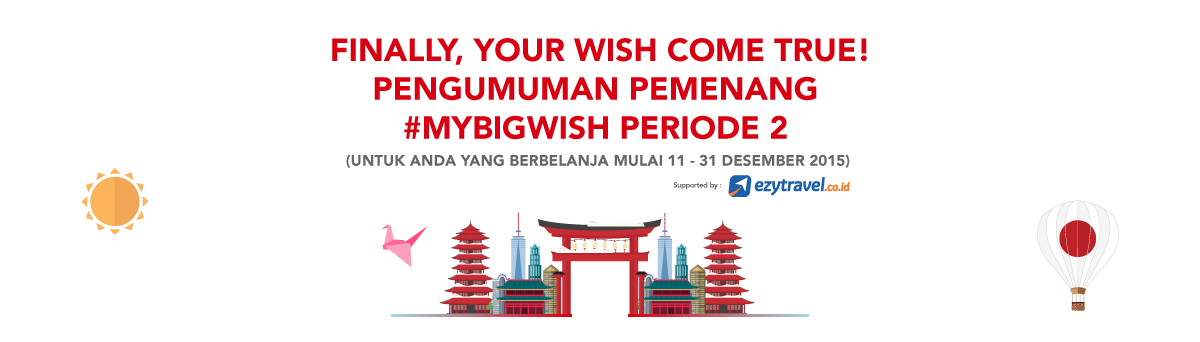 FINALLY, YOUR WISH COME TRUE!
PENGUMUMAN PEMENANG
#MYBIGWISH PERIODE 2
(UNTUK ANDA YANG BERBELANJA MULAI 11 - 31 DESEMBER 2015)
Supported by : ezytravel.co.id